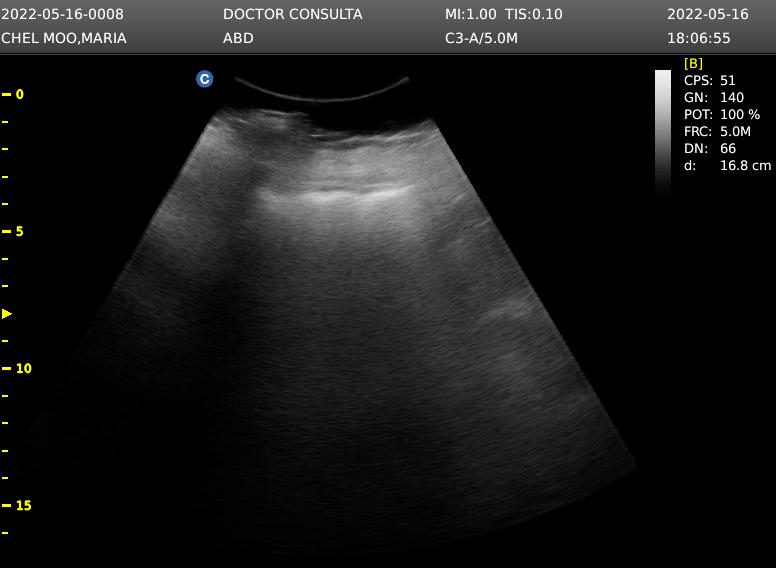 2022-05-16-0008 DOCTOR CONSULTA MI:1.00 TIS:0.10 2022-05-16
CHEL MOO,MARIA ABD C3-A/5.0M 18:06:55
[B]
CPS: 51
GN: 140
POT: 100 %
FRC: 5.0M
DN: 66
d: 16.8 cm
C
0
5
10
15